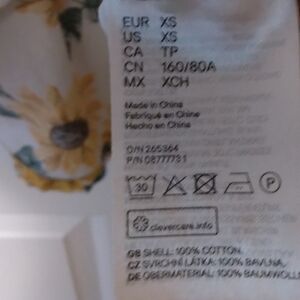 EUR XS
US XS
CA TP
CN 160/80A
MX XCH
Made in China
Fabriqué en China
Hecho en China
O/N 265364
P/N 08777731
30
P
clevercare.info
GB SHELL: 100% COTTON.
CZ SVRCHNÍ LÁTKA: 100% BAVLNA.
DE OBERMATERIAL: 100% BAUMWOLLE